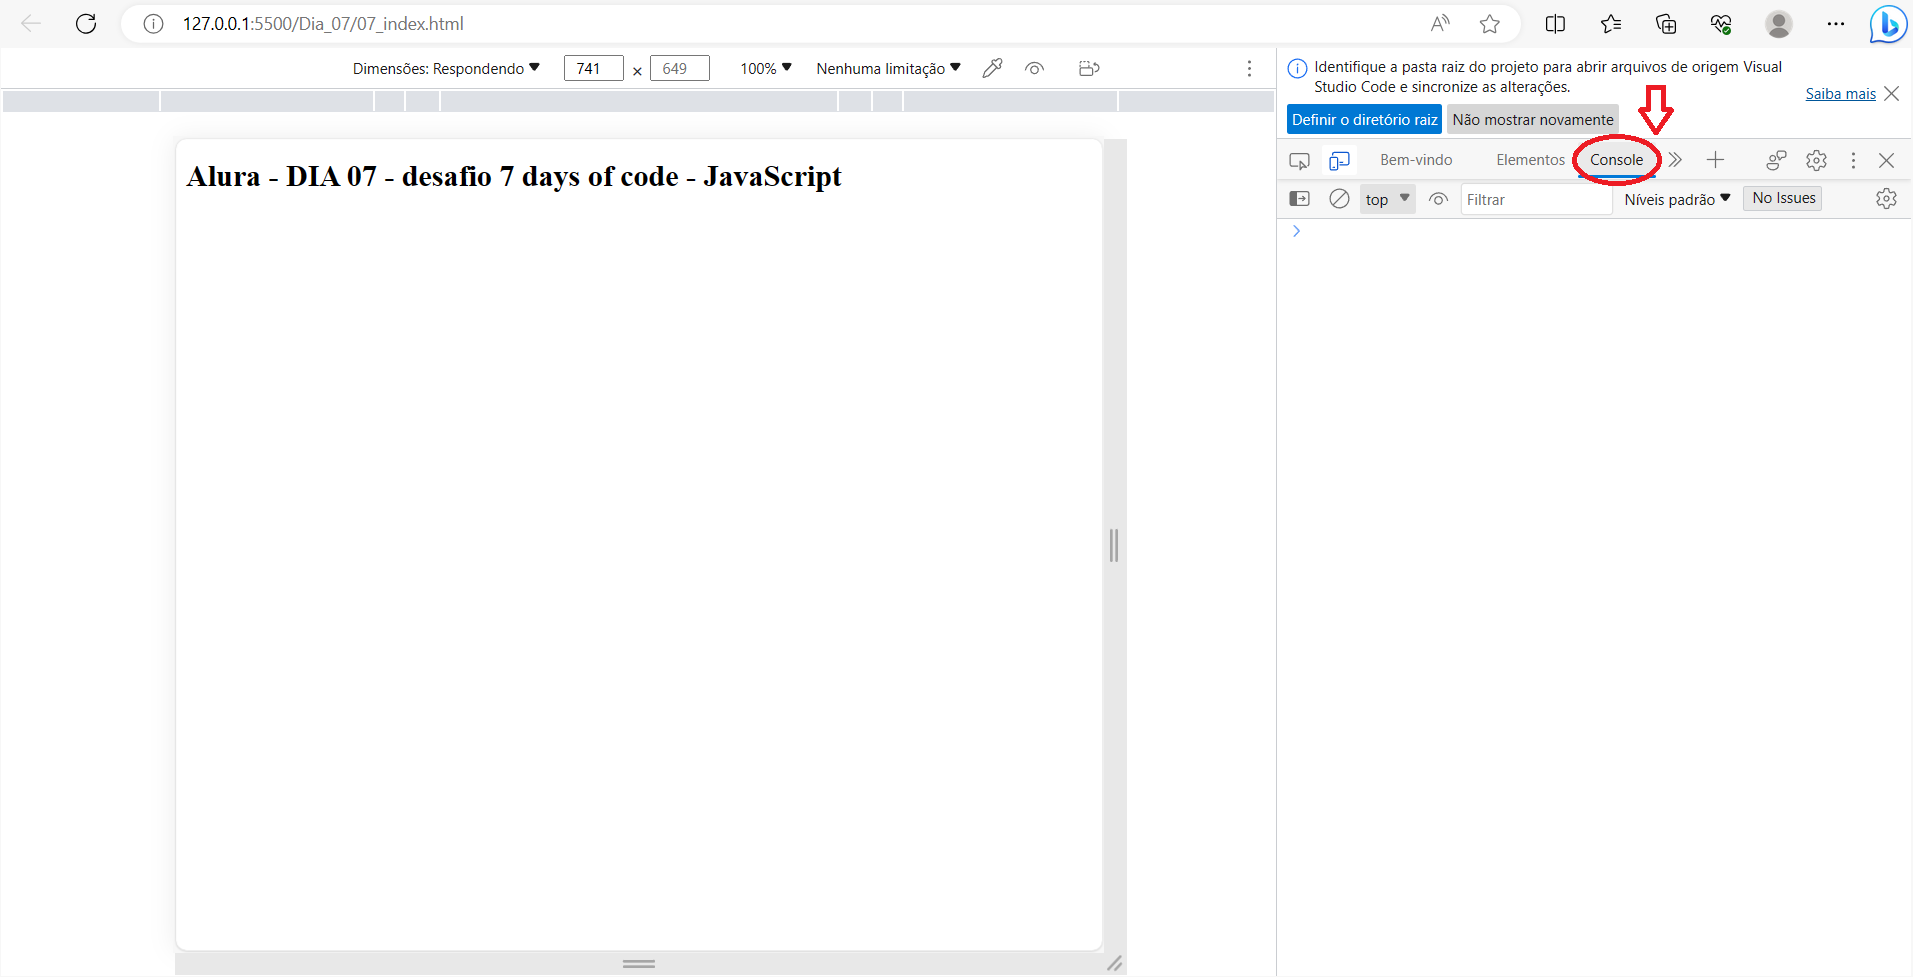 127.0.0.1:5500/Dia_07/07_index.html
Dimensões: Respondendo 741 × 649 100% Nenhuma limitação
Identifique a pasta raiz do projeto para abrir arquivos de origem Visual
Studio Code e sincronize as alterações.
Saiba mais
Definir o diretório raiz Não mostrar novamente
Bem-vindo Elementos Console
top Filtrar Níveis padrão No Issues
Alura - DIA 07 - desafio 7 days of code - JavaScript